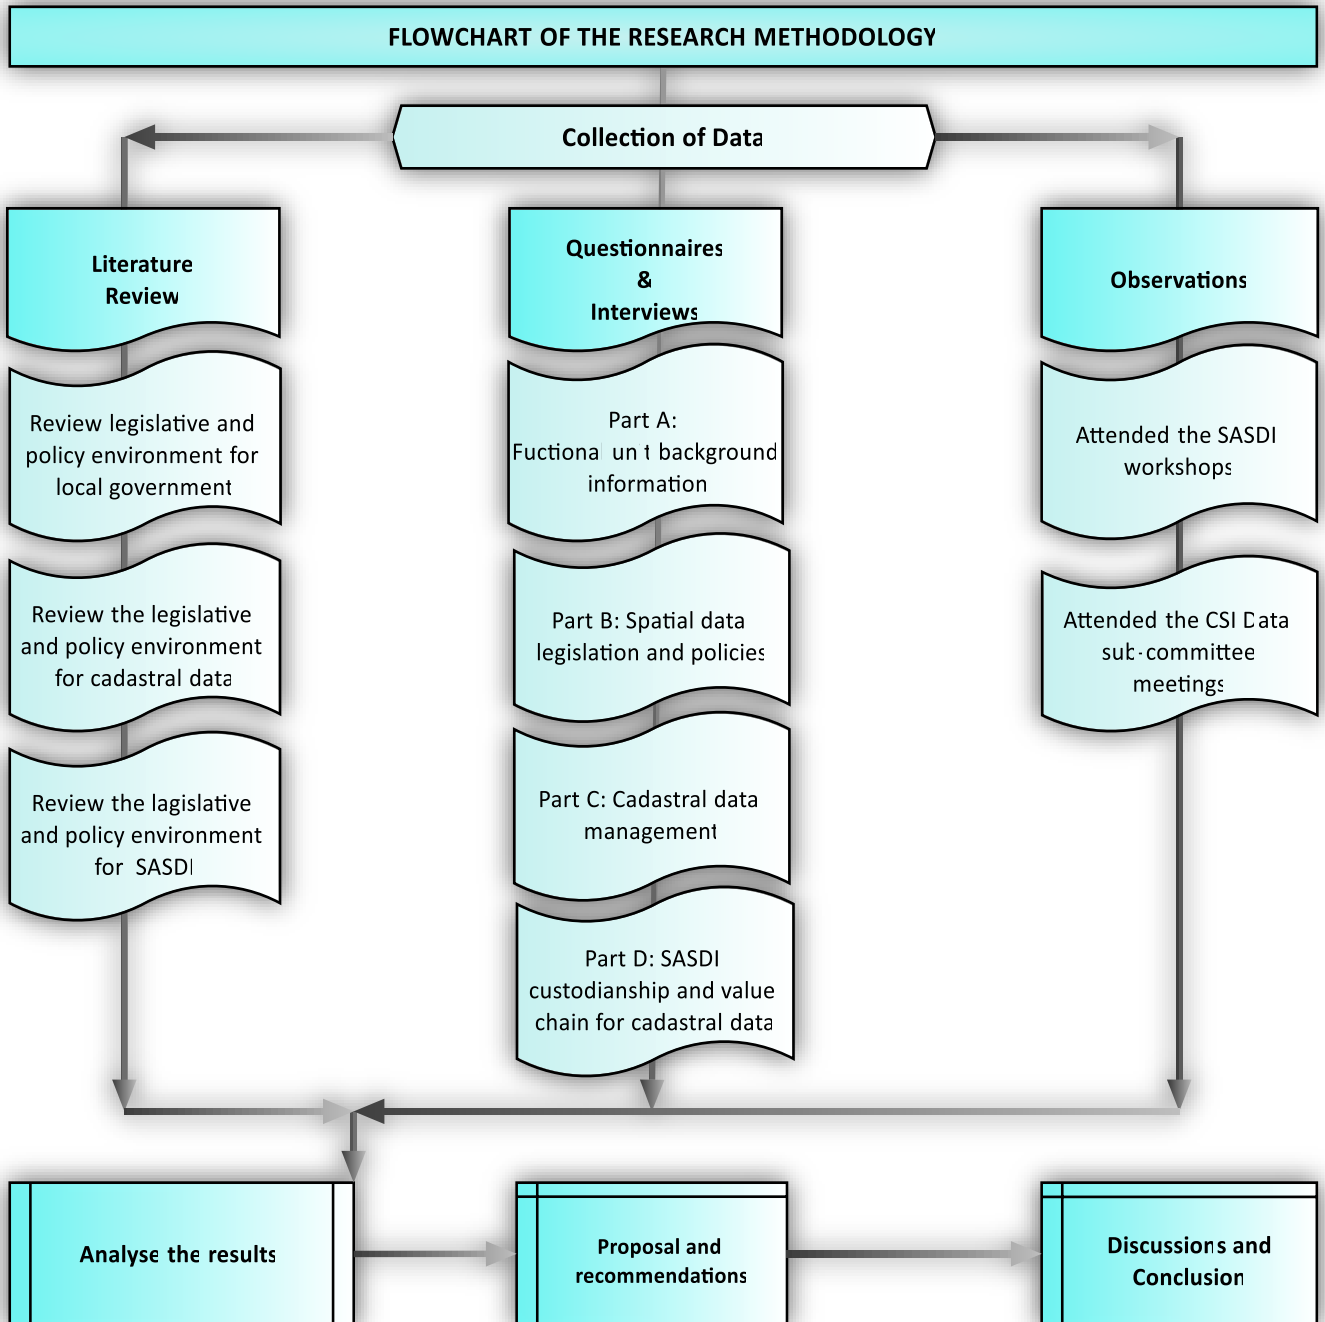 FLOWCHART OF THE RESEARCH METHODOLOGY
Collection of Data
Literature
Review
Review legislative and
policy environment for
local government
Review the legislative
and policy environment
for cadastral data
Review the lagislative
and policy environment
for SASDI
Questionnaires
&
Interviews
Part A:
Fuctional unit background
information
Part B: Spatial data
legislation and policies
Part C: Cadastral data
management
Part D: SASDI
custodianship and value
chain for cadastral data
Observations
Attended the SASDI
workshops
Attended the CSI Data
sub-committee
meetings
Analyse the results
Proposal and
recommendations
Discussions and
Conclusion